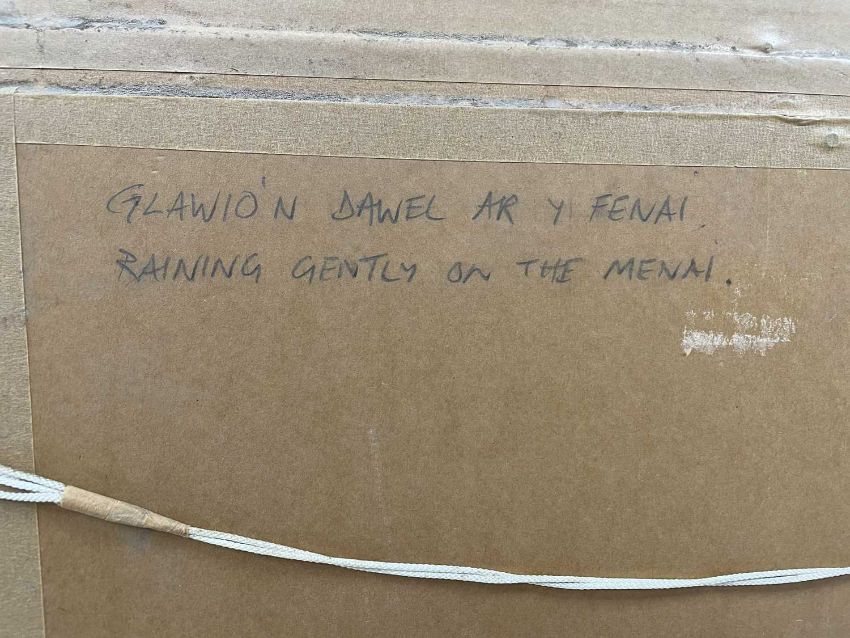 GLAWIO'N DAWEL AR Y FENAI
RAINING GENTLY ON THE MENAI.